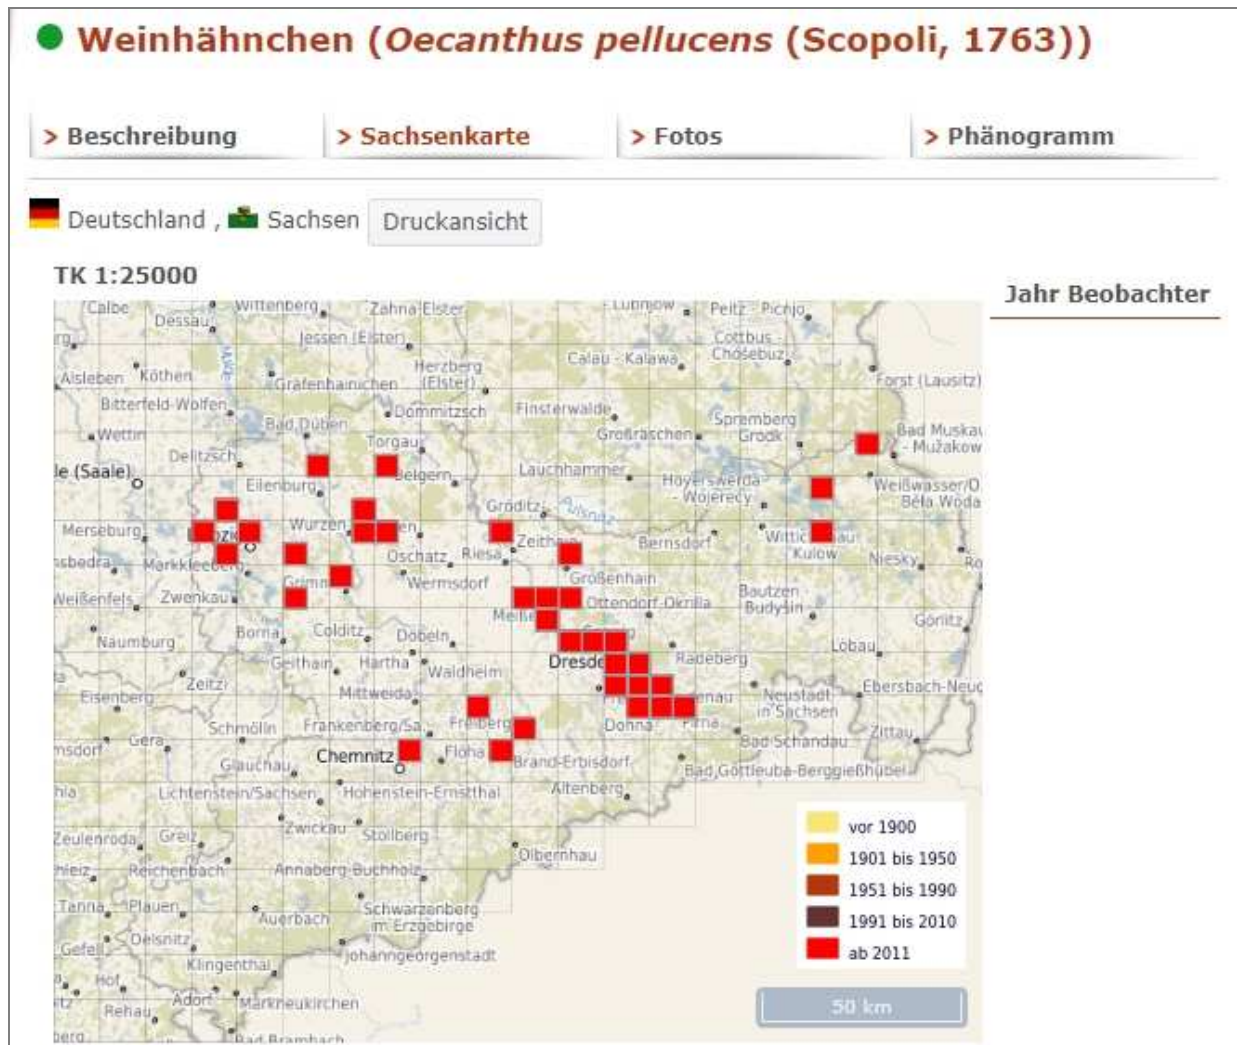 Weinhähnchen (Oecanthus pellucens (Scopoli, 1763))
> Beschreibung > Sachsenkarte > Fotos > Phänogramm
Deutschland , Sachsen Druckansicht
TK 1:25000
Jahr Beobachter
Calbe Wittenberg Zahna-Elster Peitz - Picnjo
Dessau
Jessen (Elster) Cottbus -
Chóśebuz
Calau - Kalawa
Aisleben Köthen Herzberg
(Elster)
Gräfenhainichen Forst (Lausitz)
Bitterfeld-Wolfen Dommitzsch Finsterwalde
Bad Düben Spremberg
Grodk
Wettin Torgau Großräschen Bad Muskau
- Mužakow
Delitzsch
le (Saale) Belgern Lauchhammer Hoyerswerda
- Wojerecy
Weißwasser/O
Běła Woda
Eilenburg Gröditz Pulsnitz
Merseburg Wurzen Zeithain Bernsdorf
Kulow
Oschatz Riesa Niesky
Markkleeberg Wermsdorf Großenhain
Weißenfels Zwenkau Ottendorf-Okrilla Bautzen
Budyšin
Naumburg Borna Colditz Döbeln Görlitz
Geithain Hartha Waldheim Radeberg Löbau
Zeitz
Eisenberg Mittweida Neustadt
in Sachsen
Ebersbach-Neug
Schmölln Frankenberg/Sa. Dohna Pirna
Gera Zittau
Chemnitz Flöha Bad Schandau
Glauchau Brand-Erbisdorf Bad Gottleuba-Berggießhübel
Lichtenstein/Sachsen Hohenstein-Ernstthal Altenberg
Zwickau Stollberg
Zeulenroda Greiz
Olbernhau
Reichenbach Annaberg-Buchholz
Tanna Plauen
Auerbach Schwarzenberg
im Erzgebirge
Gefell Oelsnitz
Klingenthal Johanngeorgenstadt
Hof
Adorf Markneukirchen
Rehau
Bad Brambach
vor 1900
1901 bis 1950
1951 bis 1990
1991 bis 2010
ab 2011
50 km